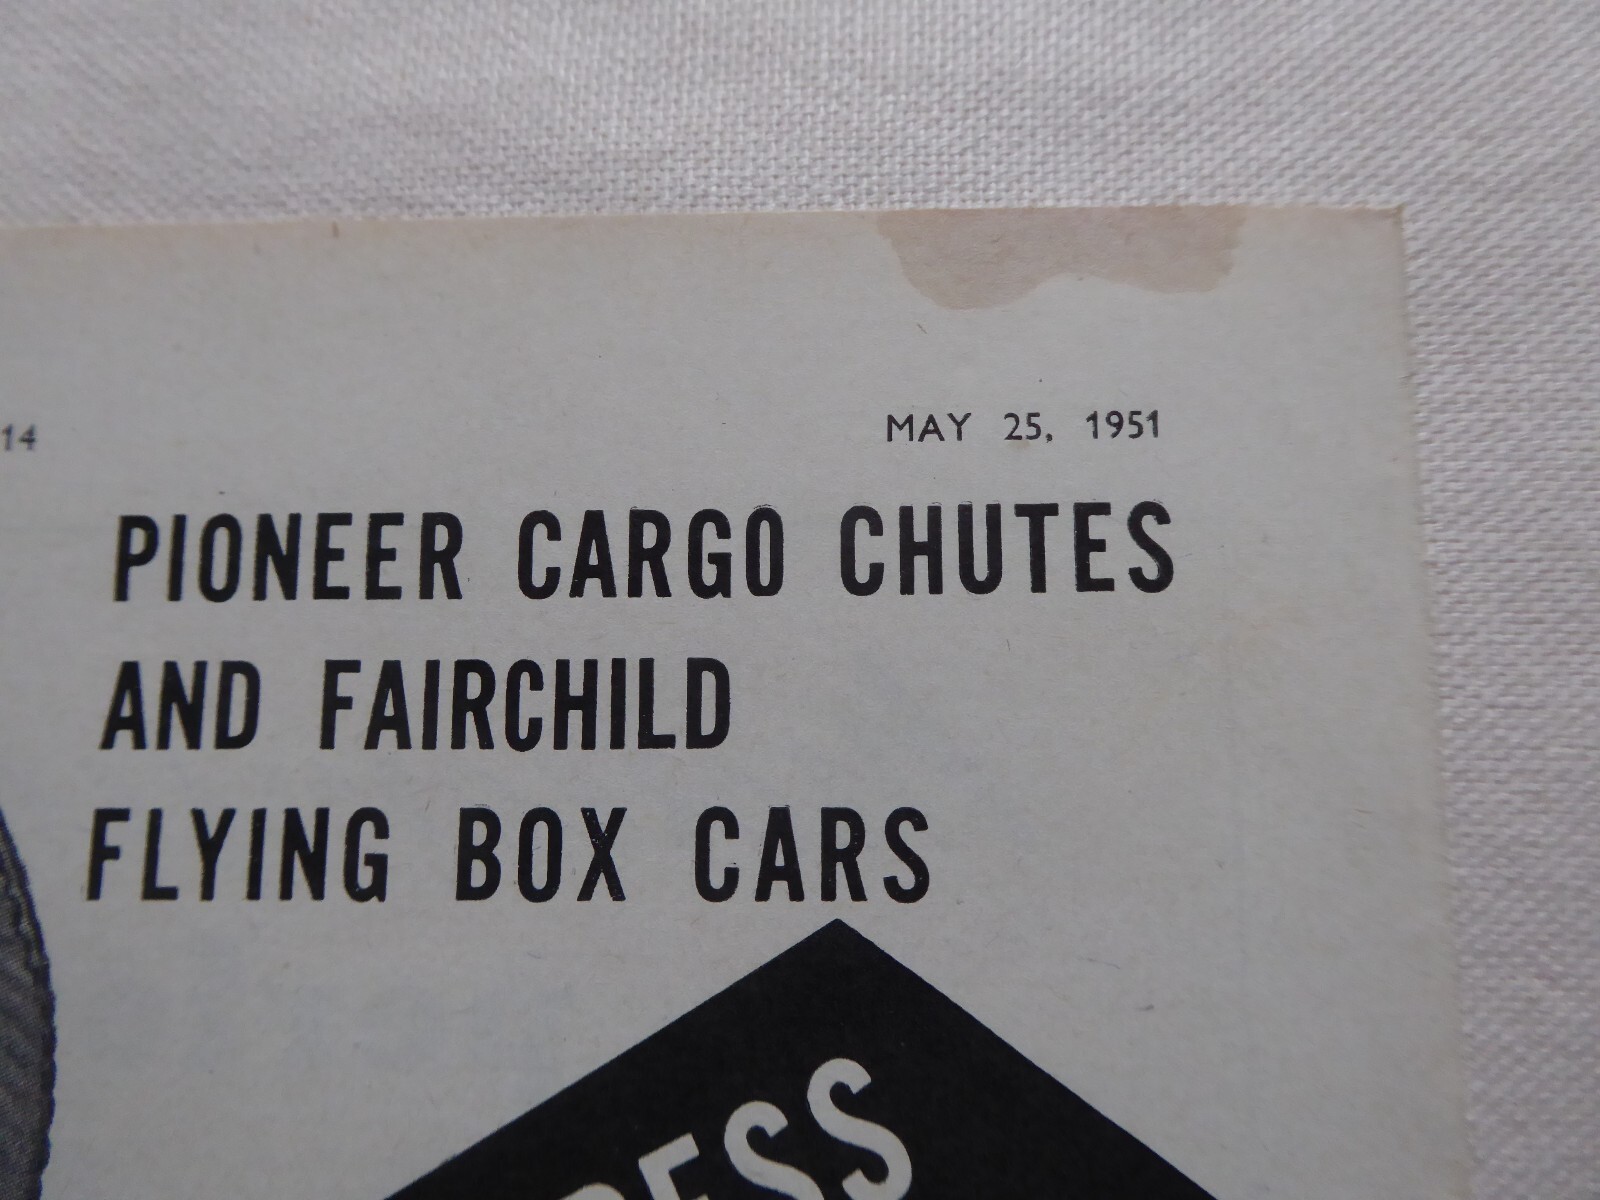 14
MAY 25, 1951
PIONEER CARGO CHUTES
AND FAIRCHILD
FLYING BOX CARS